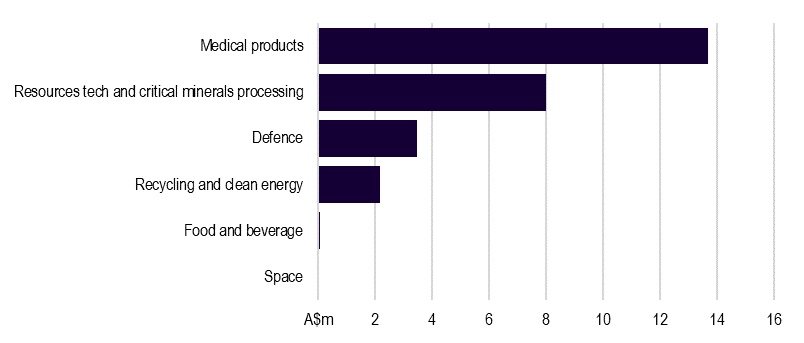 Medical products
Resources tech and critical minerals processing
Defence
Recycling and clean energy
Food and beverage
Space
A$m 2 4 6 8 10 12 14 16